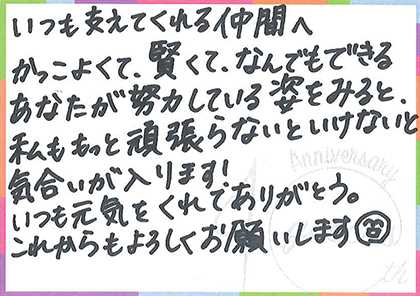 いつも支えてくれる仲間へ
かっこよくて、賢くて、なんでもできる
あなたが努力している姿をみると、
私ももっと頑張らないといけないと
気合いが入ります!
いつも元気をくれてありがとう。
これからもよろしくお願いします
Anniversary
th